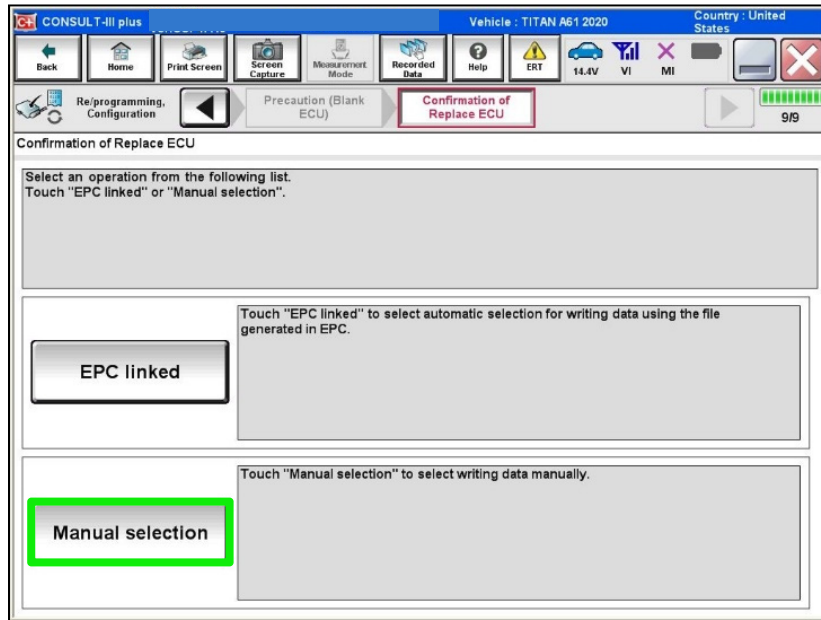 CONSULT-III plus
Vehicle : TITAN A61 2020
Country : United
States
Back
Home
Print Screen
Screen
Capture
Measurement
Mode
Recorded
Data
Help
ERT
14.4V
VI
MI
Re/programming,
Configuration
Precaution (Blank
ECU)
Confirmation of
Replace ECU
9/9
Confirmation of Replace ECU
Select an operation from the following list.
Touch "EPC linked" or "Manual selection".
EPC linked
Touch "EPC linked" to select automatic selection for writing data using the file
generated in EPC.
Manual selection
Touch "Manual selection" to select writing data manually.